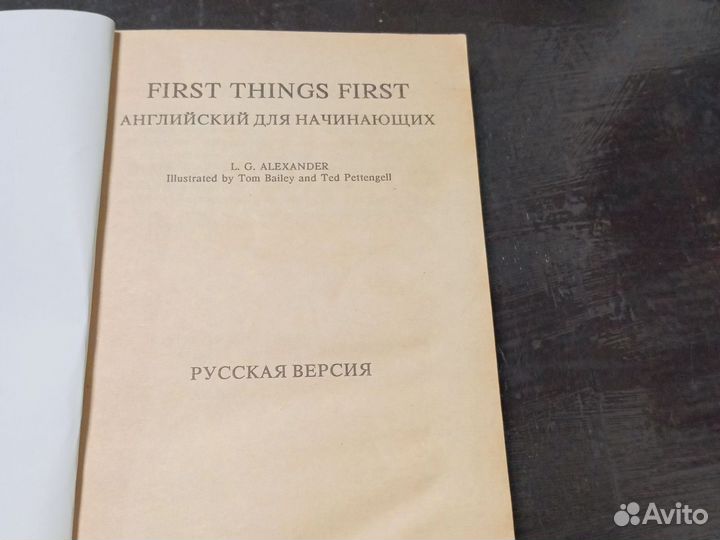 FIRST THINGS FIRST
АНГЛИЙСКИЙ ДЛЯ НАЧИНАЮЩИХ
L. G. ALEXANDER
Illustrated by Tom Bailey and Ted Pettengell
РУССКАЯ ВЕРСИЯ
Avito